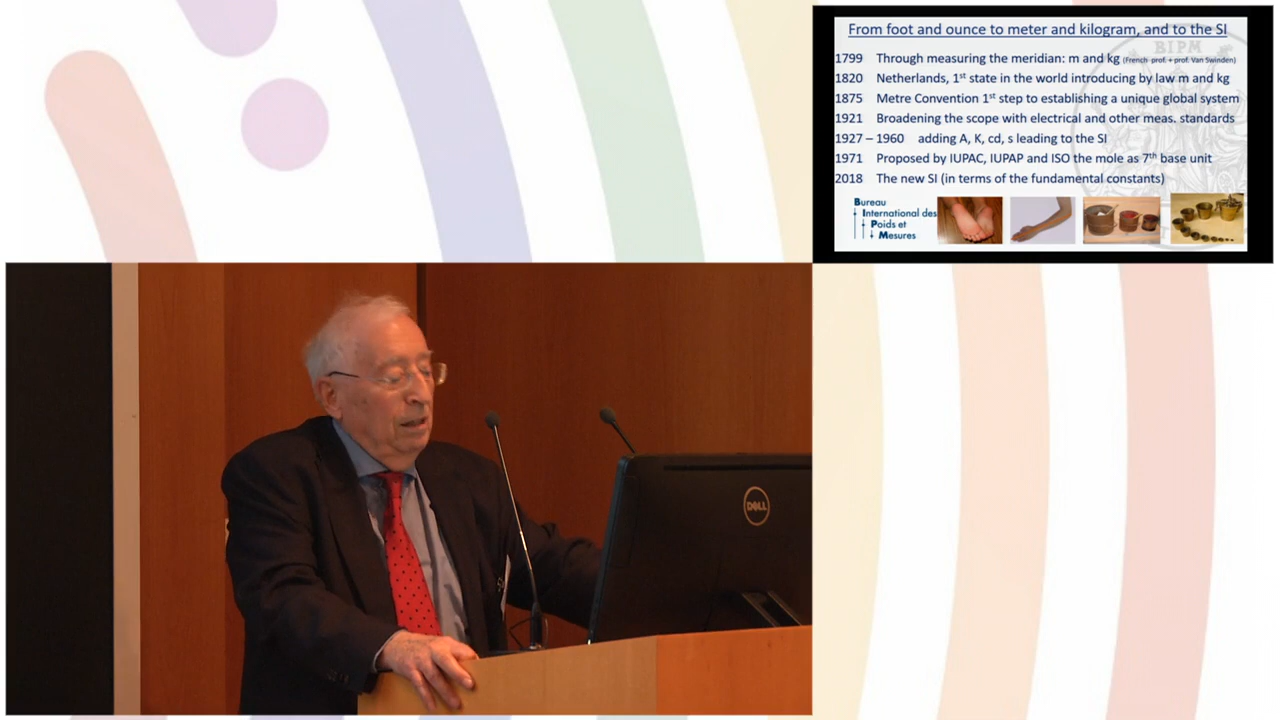 From foot and ounce to meter and kilogram, and to the SI
BIPM
1799 Through measuring the meridian: m and kg (French prof. + prof. Van Swinden)
1820 Netherlands, 1st state in the world introducing by law m and kg
1875 Metre Convention 1st step to establishing a unique global system
1921 Broadening the scope with electrical and other meas. standards
1927 – 1960 adding A, K, cd, s leading to the SI
1971 Proposed by IUPAC, IUPAP and ISO the mole as 7th base unit
2018 The new SI (in terms of the fundamental constants)
Bureau
International des
Poids et
Mesures
DELL